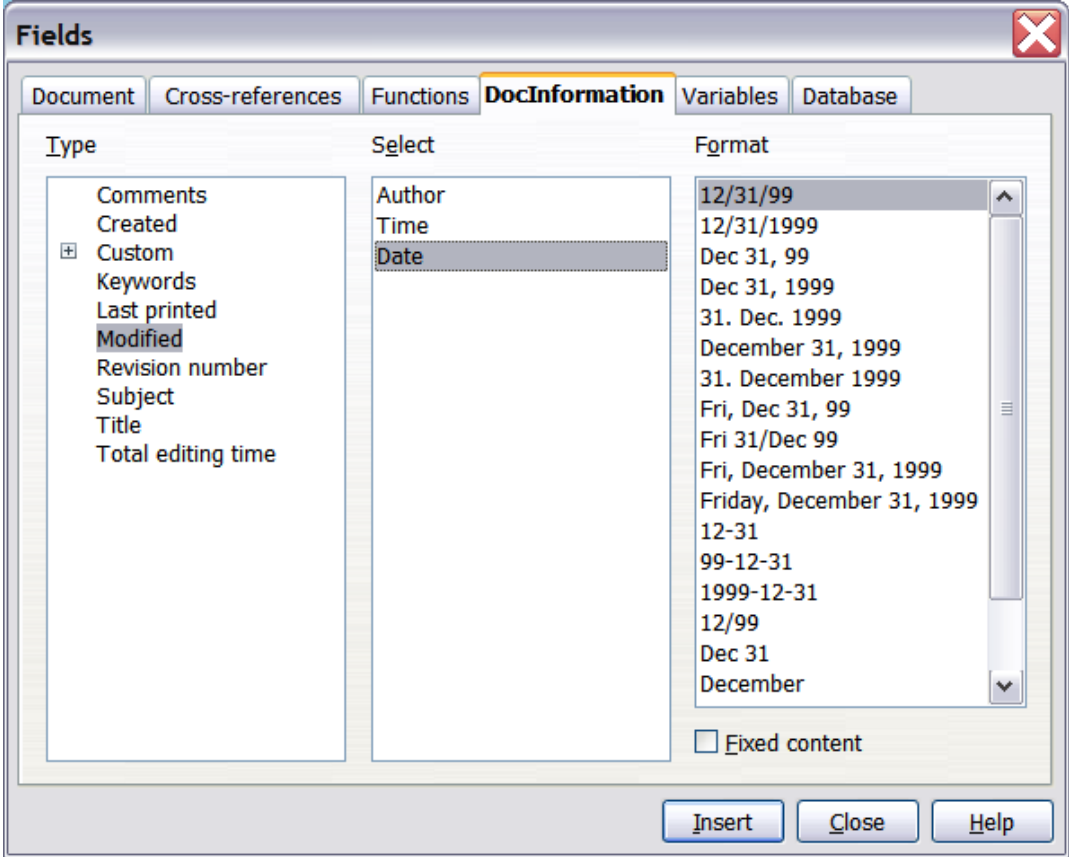 Fields
Document Cross-references Functions DocInformation Variables Database
Type
Comments
Created
Custom
Keywords
Last printed
Modified
Revision number
Subject
Title
Total editing time
Select
Author
Time
Date
Format
12/31/99
12/31/1999
Dec 31, 99
Dec 31, 1999
31. Dec. 1999
December 31, 1999
31. December 1999
Fri, Dec 31, 99
Fri 31/Dec 99
Fri, December 31, 1999
Friday, December 31, 1999
12-31
99-12-31
1999-12-31
12/99
Dec 31
December
Fixed content
Insert Close Help